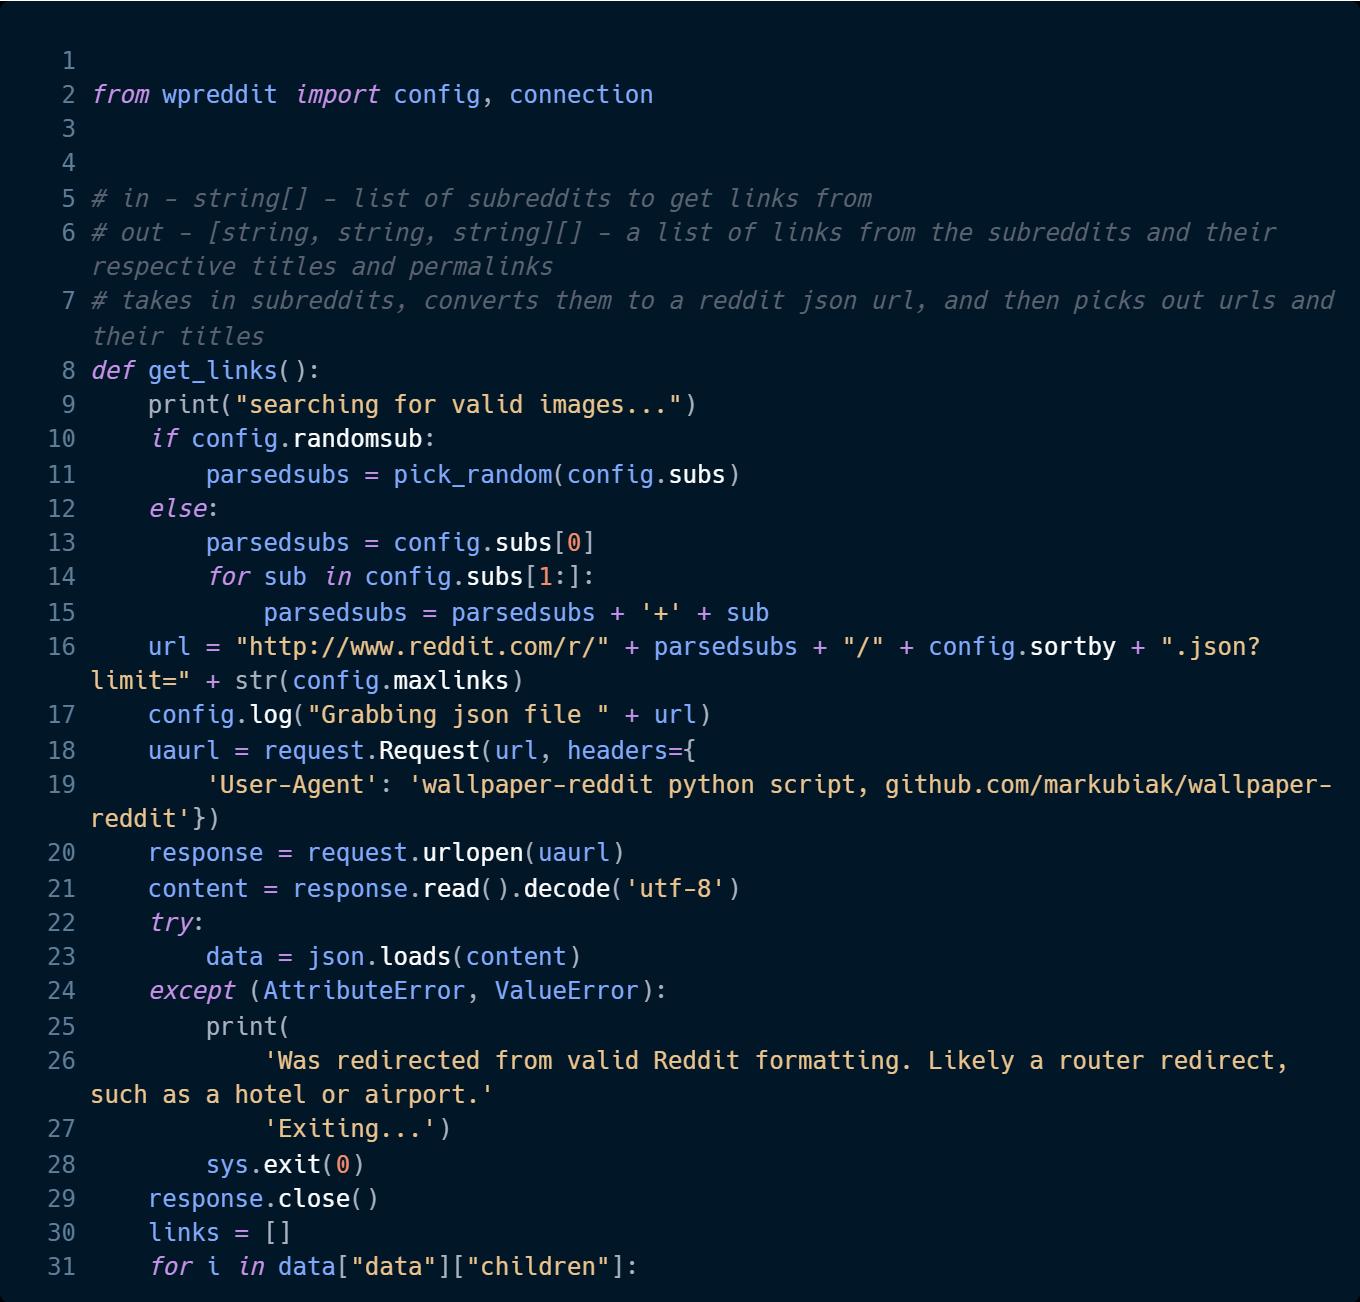 1
2 from wpreddit import config, connection
3
4
5 # in - string[] - list of subreddits to get links from
6 # out - [string, string, string][] - a list of links from the subreddits and their
respective titles and permalinks
7 # takes in subreddits, converts them to a reddit json url, and then picks out urls and
their titles
8 def get_links():
9     print("searching for valid images...")
10     if config.randomsub:
11         parsedsubs = pick_random(config.subs)
12     else:
13         parsedsubs = config.subs[0]
14         for sub in config.subs[1:]:
15             parsedsubs = parsedsubs + '+' + sub
16     url = "http://www.reddit.com/r/" + parsedsubs + "/" + config.sortby + ".json?
limit=" + str(config.maxlinks)
17     config.log("Grabbing json file " + url)
18     uaurl = request.Request(url, headers={
19         'User-Agent': 'wallpaper-reddit python script, github.com/markubiak/wallpaper-
reddit'})
20     response = request.urlopen(uaurl)
21     content = response.read().decode('utf-8')
22     try:
23         data = json.loads(content)
24     except (AttributeError, ValueError):
25         print(
26             'Was redirected from valid Reddit formatting. Likely a router redirect,
such as a hotel or airport.'
27             'Exiting...')
28         sys.exit(0)
29     response.close()
30     links = []
31     for i in data["data"]["children"]: